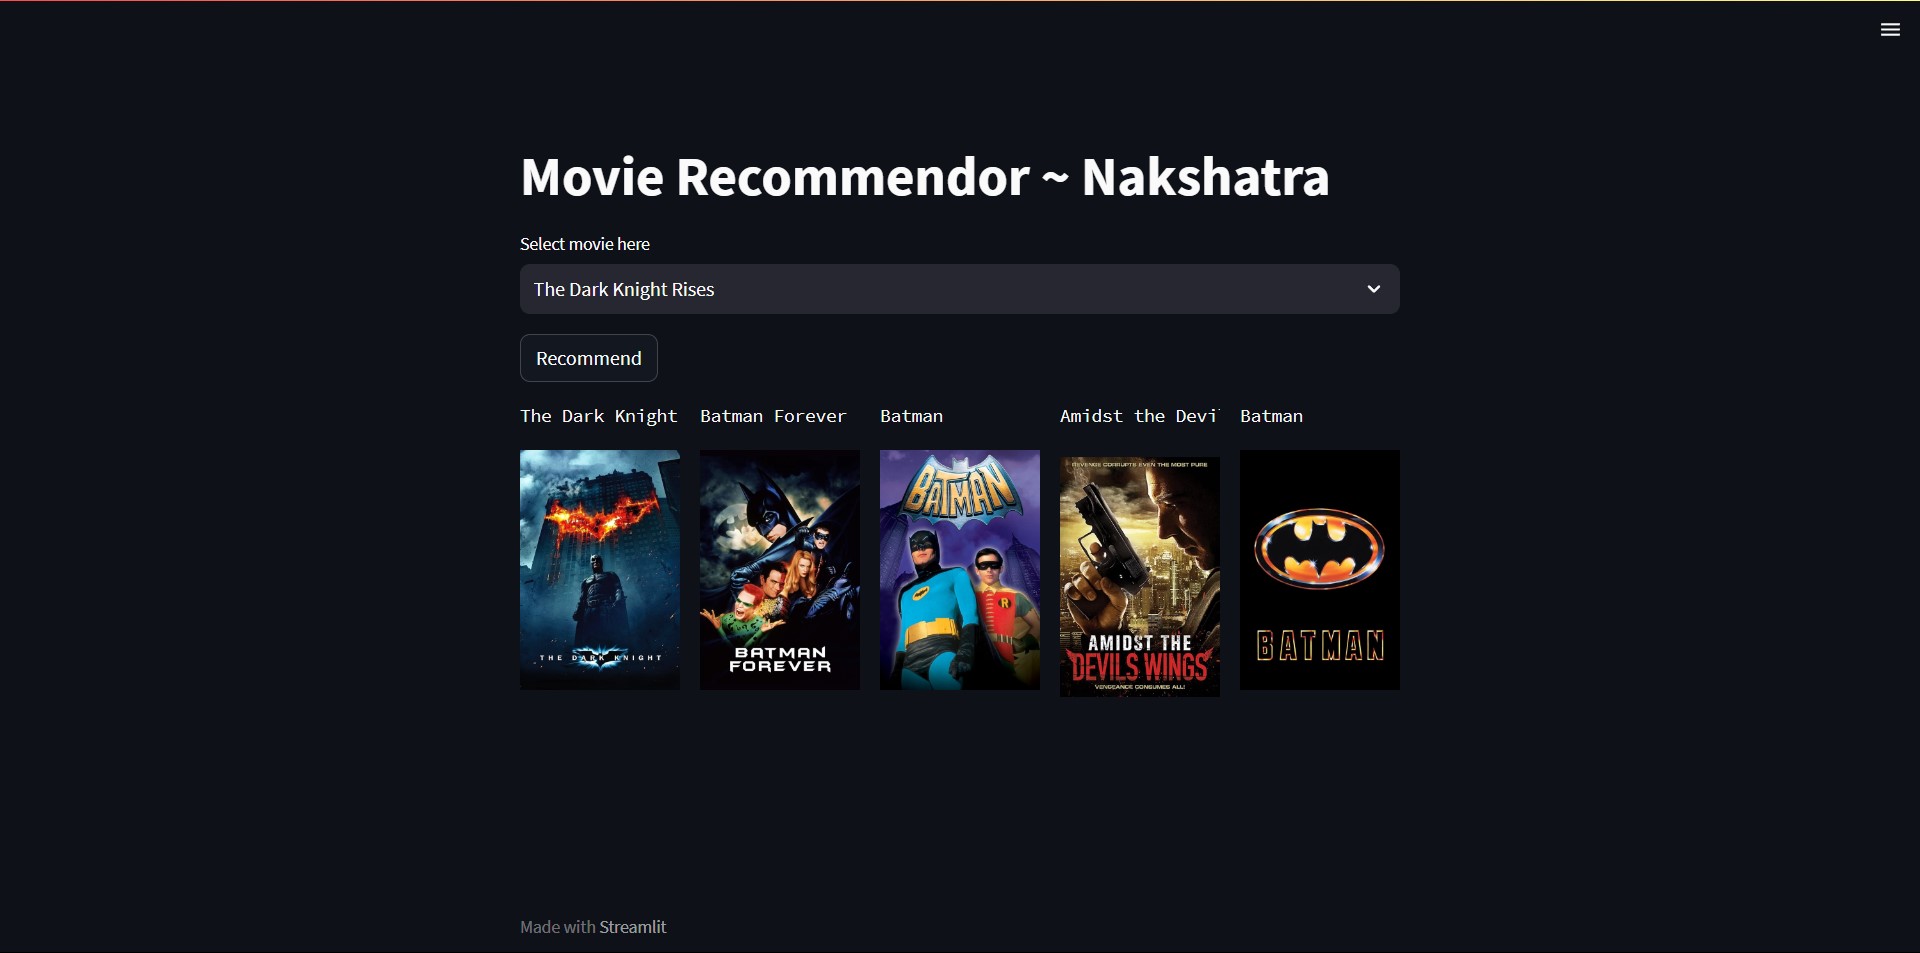 Movie Recommendor ~ Nakshatra
Select movie here
The Dark Knight Rises
Recommend
The Dark Knight
Batman Forever
Batman
Amidst the Devi
Batman
THE DARK KNIGHT
BATMAN
FOREVER
BATMAN
R
REVENGE CORRUPTS EVEN THE MOST PURE
AMIDST THE
DEVILS WINGS
VENGEANCE CONSUMES ALL!
BATMAN
Made with Streamlit